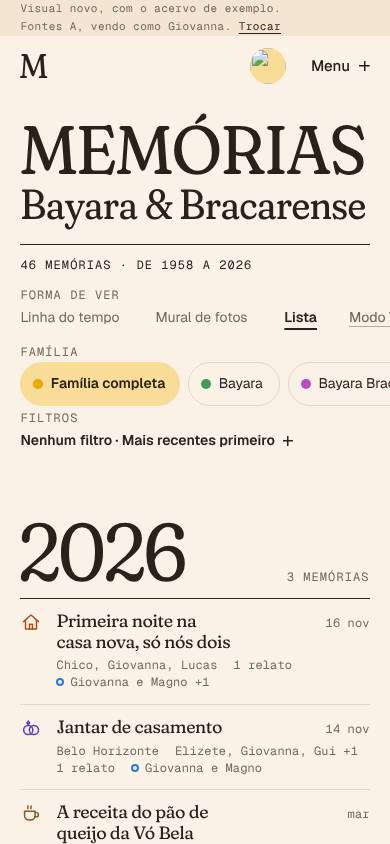 Visual novo, com o acervo de exemplo.
Fontes A, vendo como Giovanna. Trocar
M
Menu +
MEMÓRIAS
Bayara & Bracarense
46 MEMÓRIAS · DE 1958 A 2026
FORMA DE VER
Linha do tempo Mural de fotos Lista Modo
FAMÍLIA
Família completa Bayara Bayara Brac
FILTROS
Nenhum filtro · Mais recentes primeiro +
2026
3 MEMÓRIAS
Primeira noite na 16 nov
casa nova, só nós dois
Chico, Giovanna, Lucas 1 relato
Giovanna e Magno +1
Jantar de casamento 14 nov
Belo Horizonte Elizete, Giovanna, Gui +1
1 relato Giovanna e Magno
A receita do pão de mar
queijo da Vó Bela